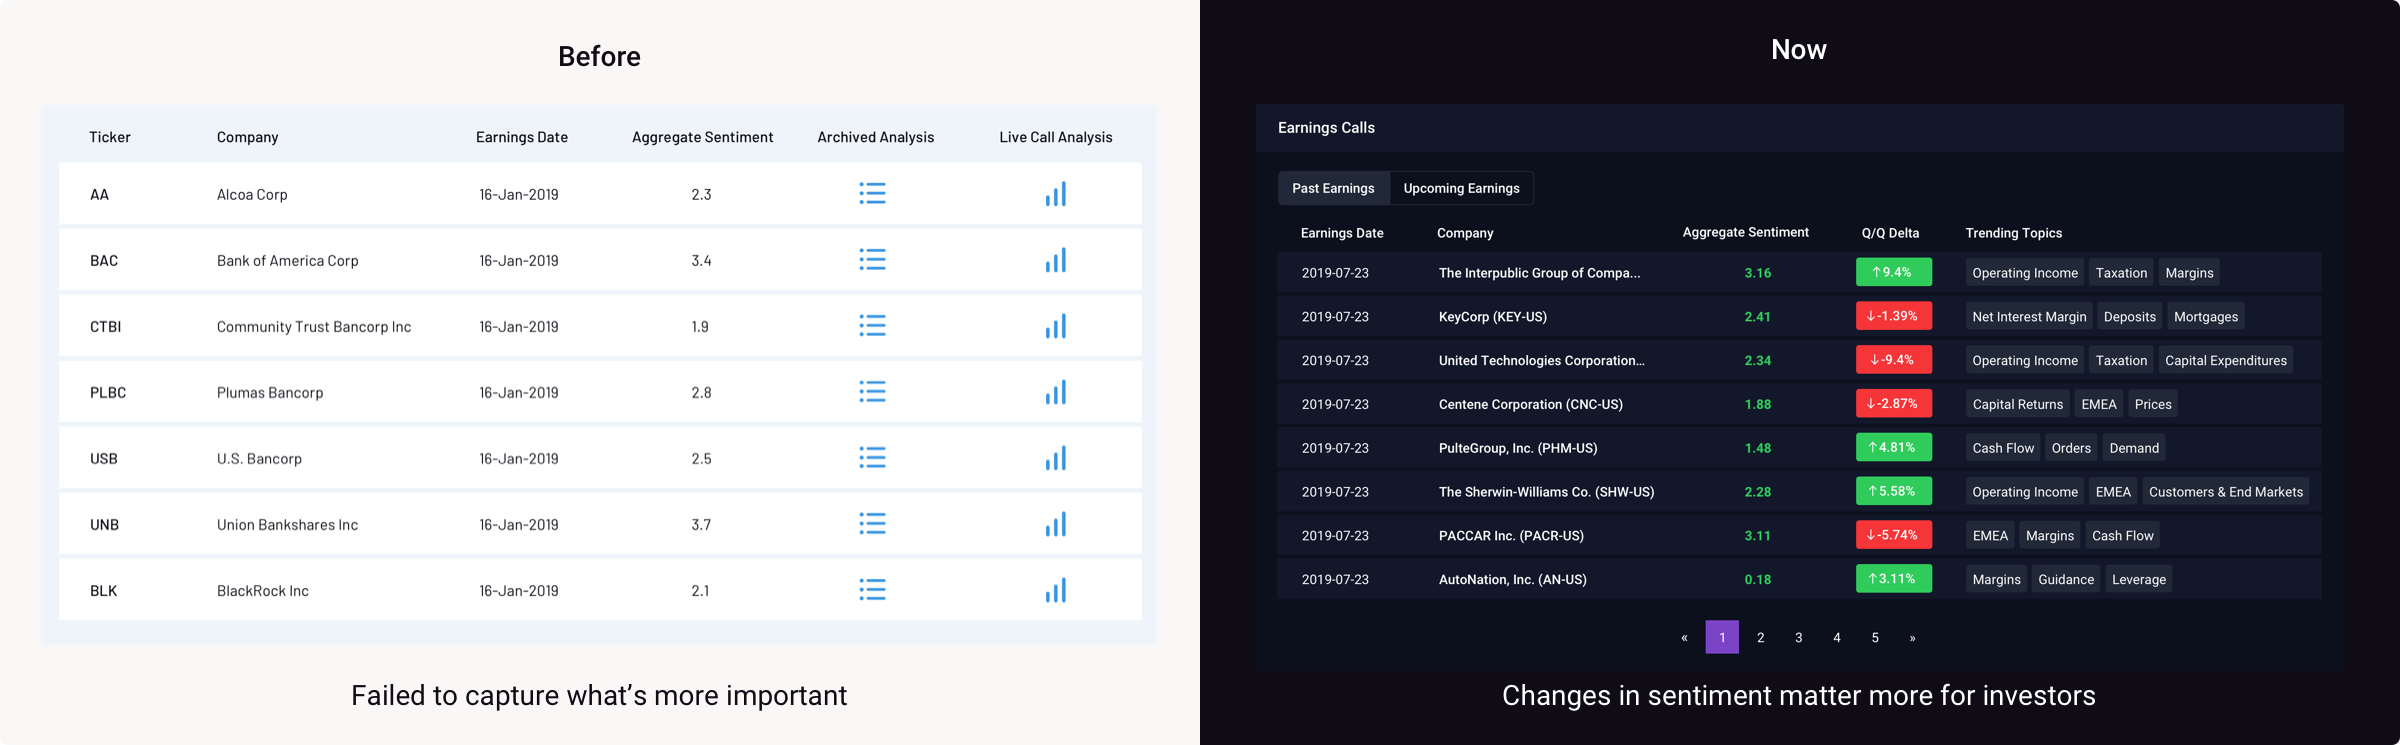 Before
Ticker Company Earnings Date Aggregate Sentiment Archived Analysis Live Call Analysis
AA Alcoa Corp 16-Jan-2019 2.3
BAC Bank of America Corp 16-Jan-2019 3.4
CTBI Community Trust Bancorp Inc 16-Jan-2019 1.9
PLBC Plumas Bancorp 16-Jan-2019 2.8
USB U.S. Bancorp 16-Jan-2019 2.5
UNB Union Bankshares Inc 16-Jan-2019 3.7
BLK BlackRock Inc 16-Jan-2019 2.1
Failed to capture what’s more important
Now
Earnings Calls
Past Earnings Upcoming Earnings
Earnings Date Company Aggregate Sentiment Q/Q Delta Trending Topics
2019-07-23 The Interpublic Group of Compa... 3.16 ↑9.4% Operating Income Taxation Margins
2019-07-23 KeyCorp (KEY-US) 2.41 ↓-1.39% Net Interest Margin Deposits Mortgages
2019-07-23 United Technologies Corporation... 2.34 ↓-9.4% Operating Income Taxation Capital Expenditures
2019-07-23 Centene Corporation (CNC-US) 1.88 ↓-2.87% Capital Returns EMEA Prices
2019-07-23 PulteGroup, Inc. (PHM-US) 1.48 ↑4.81% Cash Flow Orders Demand
2019-07-23 The Sherwin-Williams Co. (SHW-US) 2.28 ↑5.58% Operating Income EMEA Customers & End Markets
2019-07-23 PACCAR Inc. (PACR-US) 3.11 ↓-5.74% EMEA Margins Cash Flow
2019-07-23 AutoNation, Inc. (AN-US) 0.18 ↑3.11% Margins Guidance Leverage
« 1 2 3 4 5 »
Changes in sentiment matter more for investors